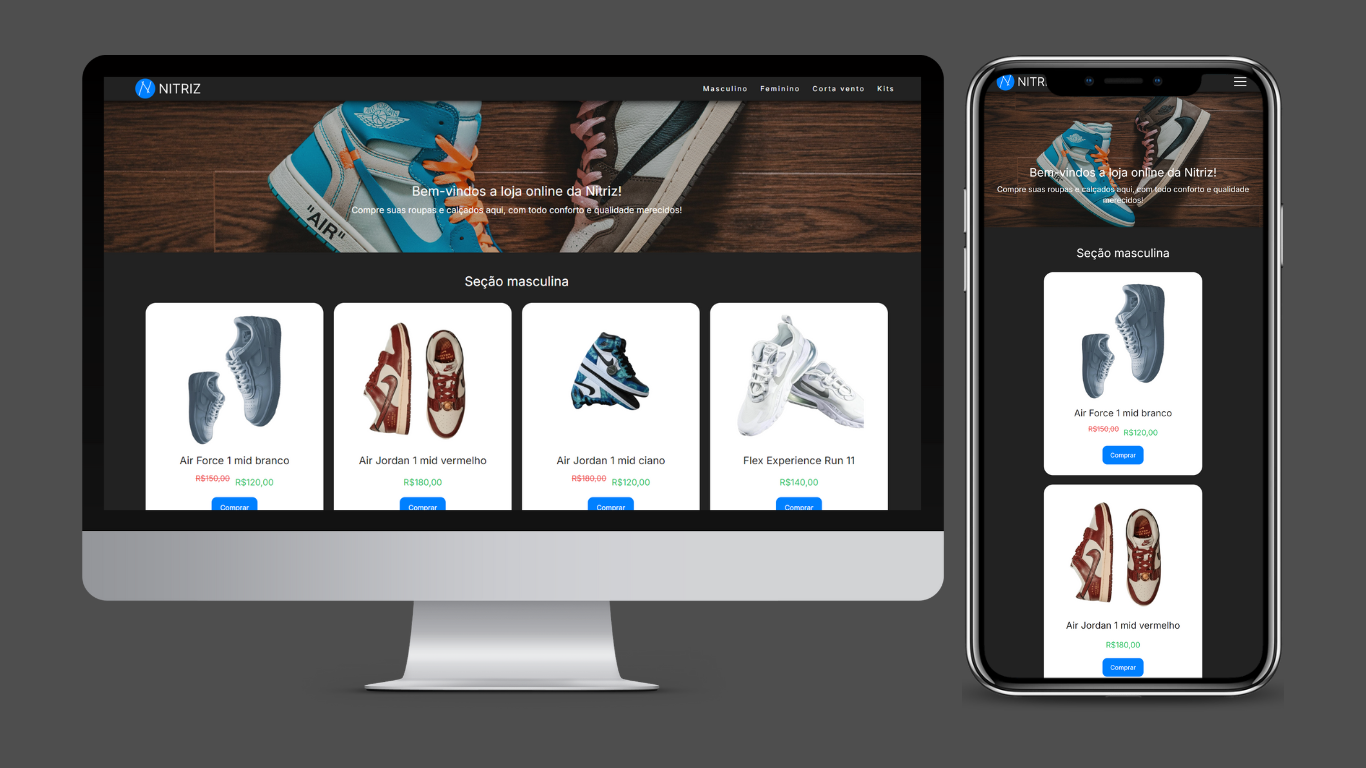 NITRIZ
Masculino Feminino Corta vento Kits
"AIR"
Bem-vindos a loja online da Nitriz!
Compre suas roupas e calçados aqui, com todo conforto e qualidade merecidos!
Seção masculina
Air Force 1 mid branco
R$150,00 R$120,00
Comprar
Air Jordan 1 mid vermelho
R$180,00
Comprar
Air Jordan 1 mid ciano
R$180,00 R$120,00
Comprar
Flex Experience Run 11
R$140,00
Comprar
NITR
Bem-vindos a loja online da Nitriz!
Compre suas roupas e calçados aqui, com todo conforto e qualidade
merecidos!
Seção masculina
Air Force 1 mid branco
R$150,00 R$120,00
Comprar
Air Jordan 1 mid vermelho
R$180,00
Comprar